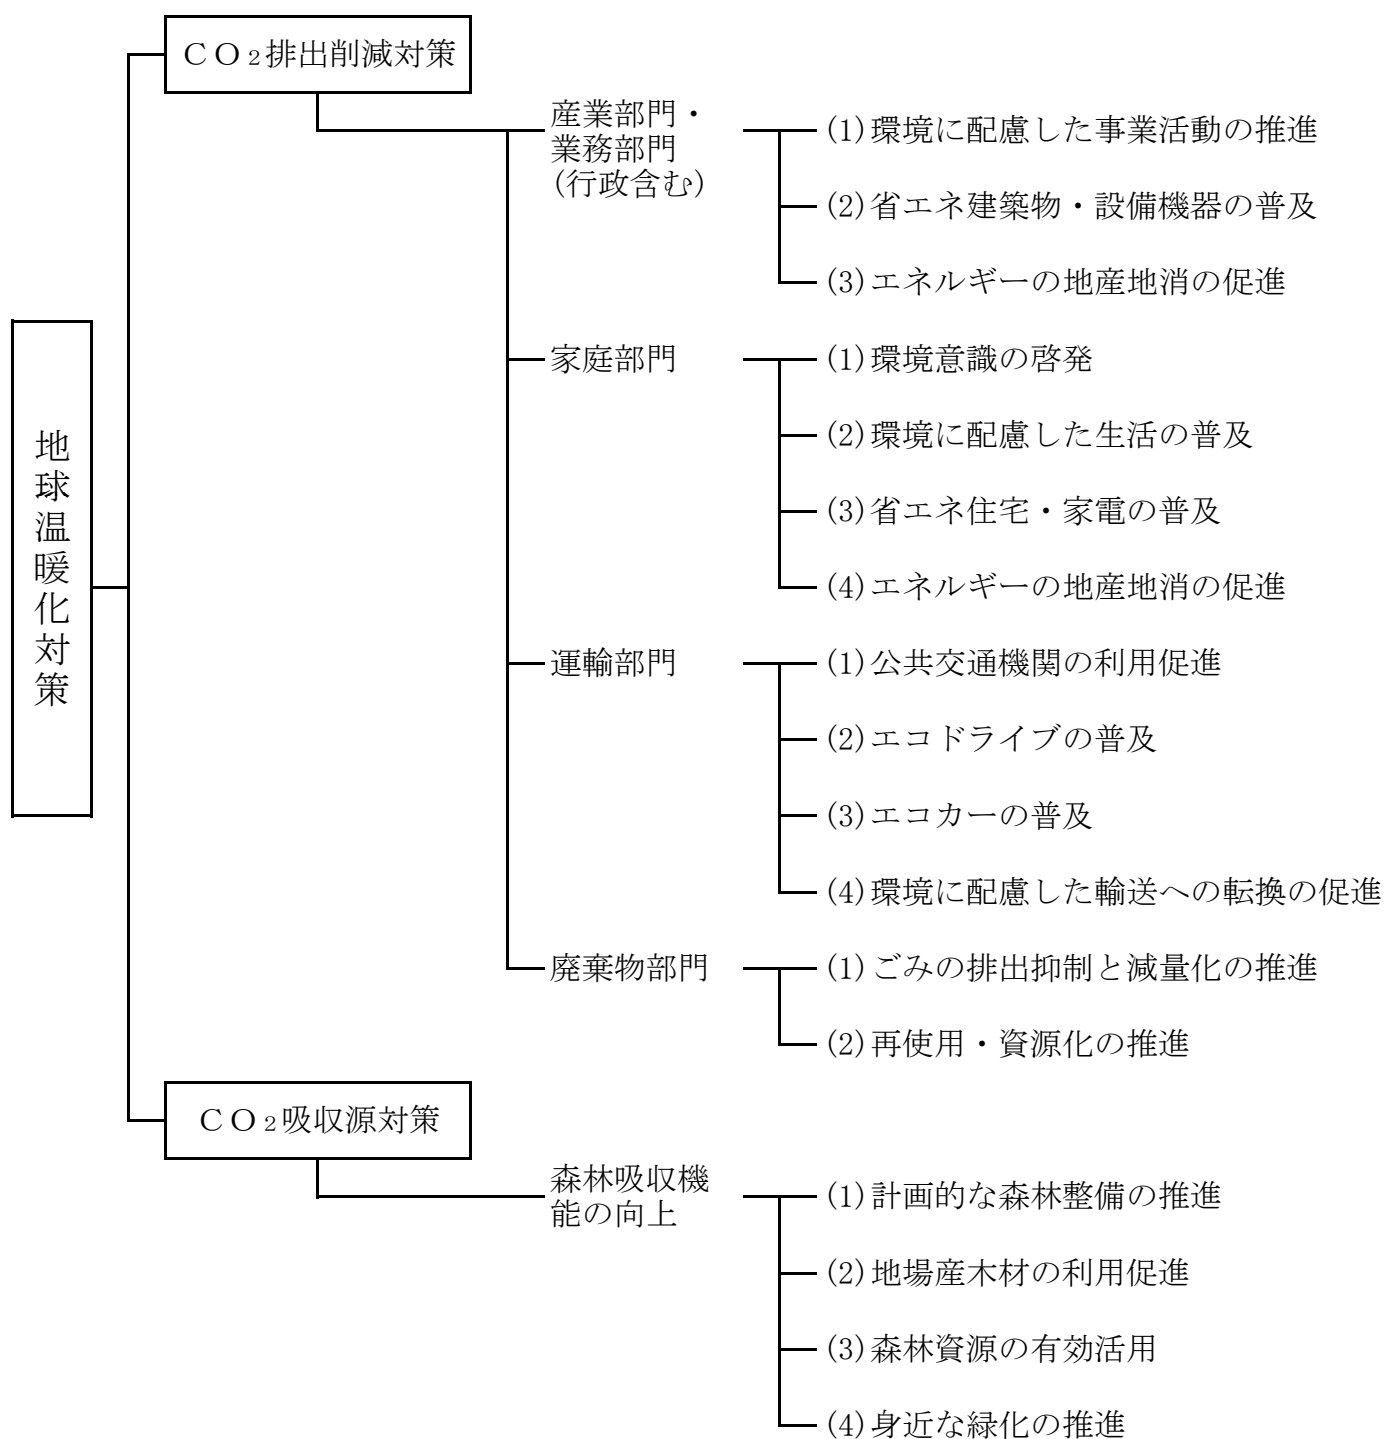 地球温暖化対策
ＣＯ₂排出削減対策
産業部門・
業務部門
(行政含む)
(1)環境に配慮した事業活動の推進
(2)省エネ建築物・設備機器の普及
(3)エネルギーの地産地消の促進
家庭部門
(1)環境意識の啓発
(2)環境に配慮した生活の普及
(3)省エネ住宅・家電の普及
(4)エネルギーの地産地消の促進
運輸部門
(1)公共交通機関の利用促進
(2)エコドライブの普及
(3)エコカーの普及
(4)環境に配慮した輸送への転換の促進
廃棄物部門
(1)ごみの排出抑制と減量化の推進
(2)再使用・資源化の推進
ＣＯ₂吸収源対策
森林吸収機
能の向上
(1)計画的な森林整備の推進
(2)地場産木材の利用促進
(3)森林資源の有効活用
(4)身近な緑化の推進